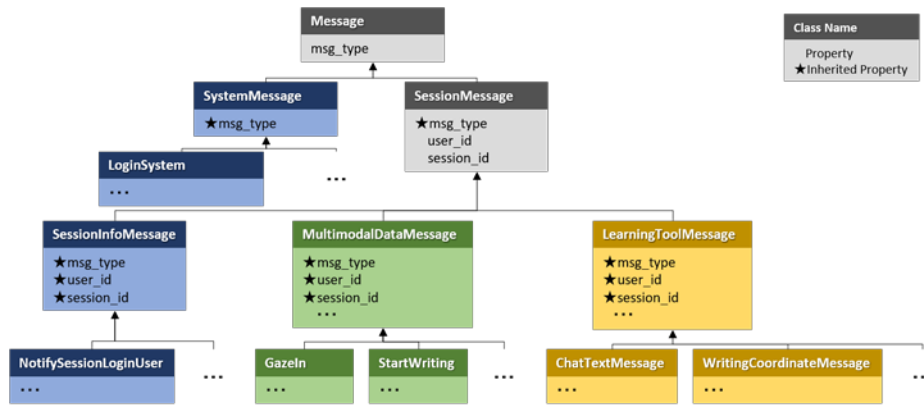 Message
msg_type
Class Name
Property
★Inherited Property
SystemMessage
★msg_type
SessionMessage
★msg_type
user_id
session_id
LoginSystem
...
...
SessionInfoMessage
★msg_type
★user_id
★session_id
MultimodalDataMessage
★msg_type
★user_id
★session_id
...
LearningToolMessage
★msg_type
★user_id
★session_id
...
NotifySessionLoginUser
...
...
GazeIn
...
StartWriting
...
...
ChatTextMessage
...
WritingCoordinateMessage
...
...